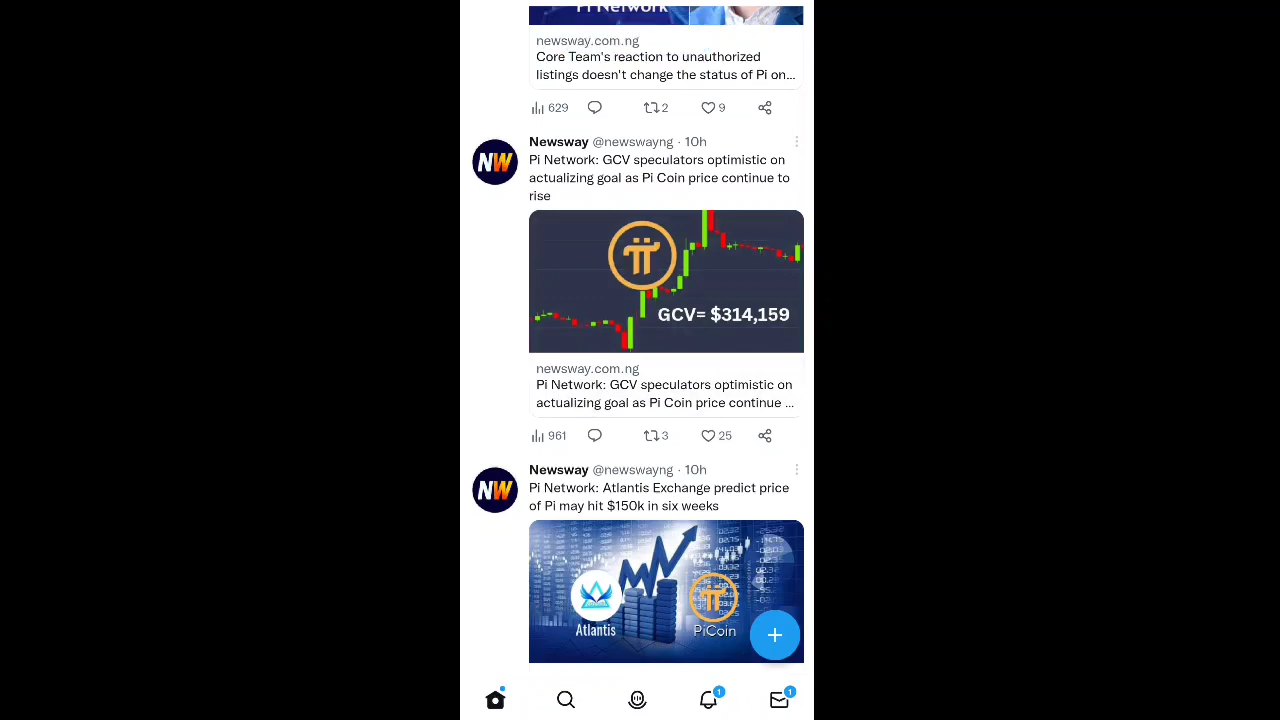 Pi Network
newsway.com.ng
Core Team's reaction to unauthorized
listings doesn't change the status of Pi on...
629 2 9
NW
Newsway @newswayng · 10h
Pi Network: GCV speculators optimistic on
actualizing goal as Pi Coin price continue to
rise
GCV= $314,159
newsway.com.ng
Pi Network: GCV speculators optimistic on
actualizing goal as Pi Coin price continue ...
961 3 25
NW
Newsway @newswayng · 10h
Pi Network: Atlantis Exchange predict price
of Pi may hit $150k in six weeks
Atlantis PiCoin
+
1 1